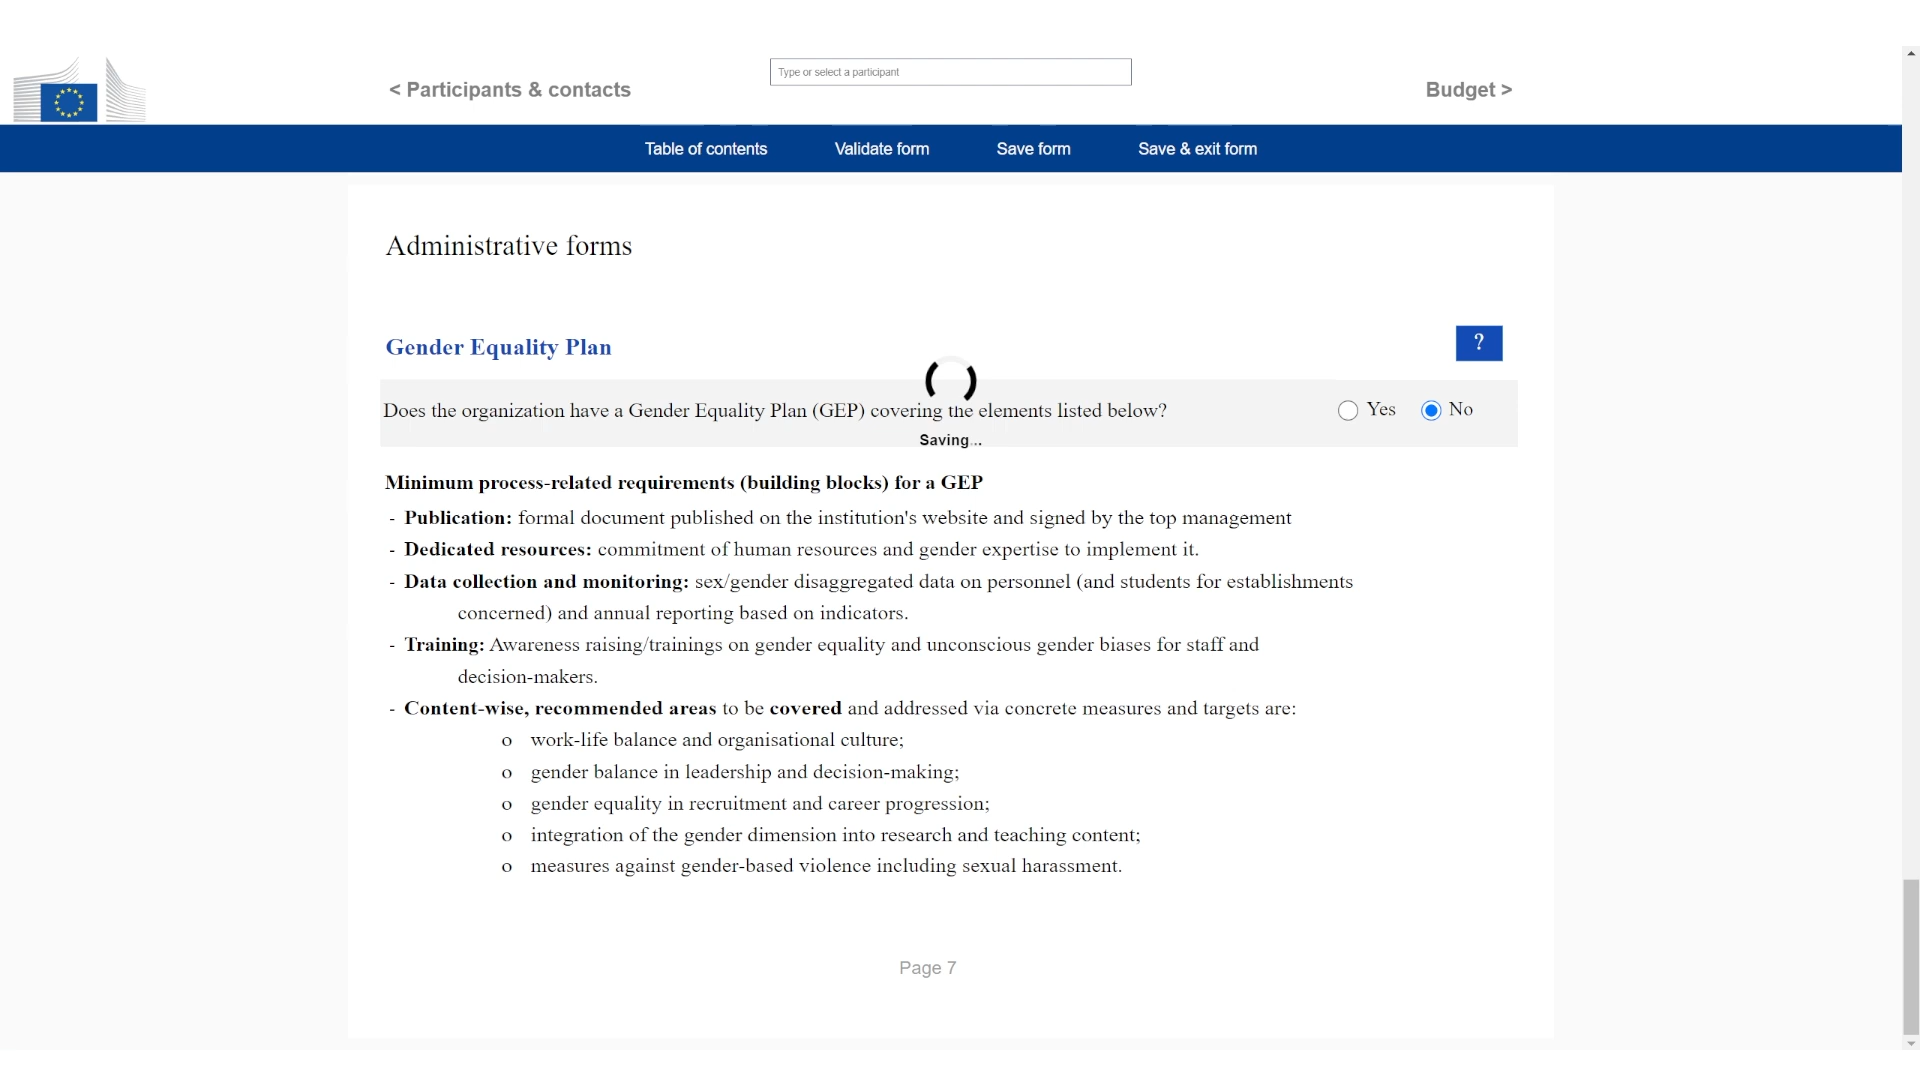 < Participants & contacts
Type or select a participant
Budget >
Table of contents
Validate form
Save form
Save & exit form
Administrative forms
Gender Equality Plan
?
Does the organization have a Gender Equality Plan (GEP) covering the elements listed below?
Yes
No
Saving...
Minimum process-related requirements (building blocks) for a GEP
- Publication: formal document published on the institution's website and signed by the top management
- Dedicated resources: commitment of human resources and gender expertise to implement it.
- Data collection and monitoring: sex/gender disaggregated data on personnel (and students for establishments
concerned) and annual reporting based on indicators.
- Training: Awareness raising/trainings on gender equality and unconscious gender biases for staff and
decision-makers.
- Content-wise, recommended areas to be covered and addressed via concrete measures and targets are:
o work-life balance and organisational culture;
o gender balance in leadership and decision-making;
o gender equality in recruitment and career progression;
o integration of the gender dimension into research and teaching content;
o measures against gender-based violence including sexual harassment.
Page 7